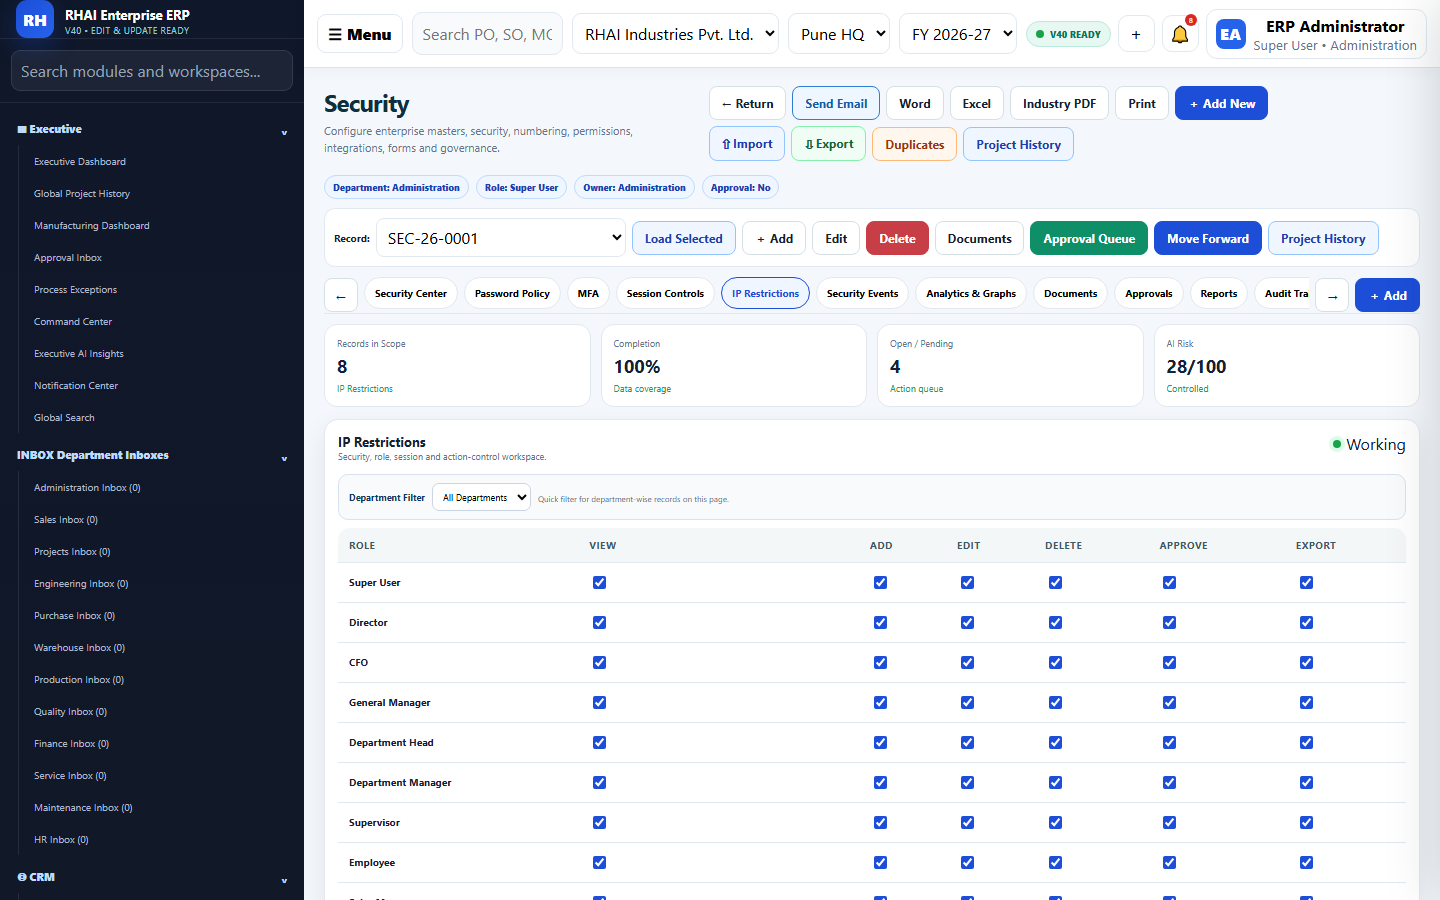 RH
RHAI Enterprise ERP
V40 • EDIT & UPDATE READY
Search modules and workspaces...
Executive
Executive Dashboard
Global Project History
Manufacturing Dashboard
Approval Inbox
Process Exceptions
Command Center
Executive AI Insights
Notification Center
Global Search
INBOX Department Inboxes
Administration Inbox (0)
Sales Inbox (0)
Projects Inbox (0)
Engineering Inbox (0)
Purchase Inbox (0)
Warehouse Inbox (0)
Production Inbox (0)
Quality Inbox (0)
Finance Inbox (0)
Service Inbox (0)
Maintenance Inbox (0)
HR Inbox (0)
CRM
☰ Menu
Search PO, SO, MO
RHAI Industries Pvt. Ltd.
Pune HQ
FY 2026-27
V40 READY
+
8
EA
ERP Administrator
Super User • Administration
Security
Configure enterprise masters, security, numbering, permissions,
integrations, forms and governance.
← Return
Send Email
Word
Excel
Industry PDF
Print
+ Add New
⇧ Import
⇩ Export
Duplicates
Project History
Department: Administration
Role: Super User
Owner: Administration
Approval: No
Record:
SEC-26-0001
Load Selected
+ Add
Edit
Delete
Documents
Approval Queue
Move Forward
Project History
←
Security Center
Password Policy
MFA
Session Controls
IP Restrictions
Security Events
Analytics & Graphs
Documents
Approvals
Reports
Audit Tra
→
+ Add
Records in Scope
8
IP Restrictions
Completion
100%
Data coverage
Open / Pending
4
Action queue
AI Risk
28/100
Controlled
IP Restrictions
Security, role, session and action-control workspace.
Working
Department Filter
All Departments
Quick filter for department-wise records on this page.
ROLE VIEW ADD EDIT DELETE APPROVE EXPORT
Super User
Director
CFO
General Manager
Department Head
Department Manager
Supervisor
Employee